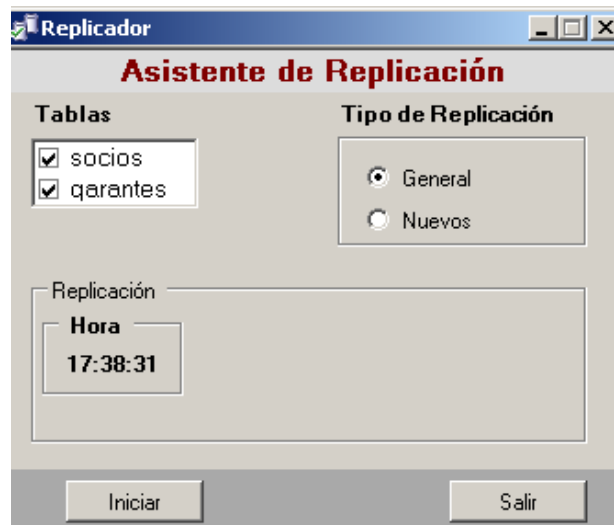 Replicador
Asistente de Replicación
Tablas
socios
garantes
Tipo de Replicación
General
Nuevos
Replicación
Hora
17:38:31
Iniciar
Salir